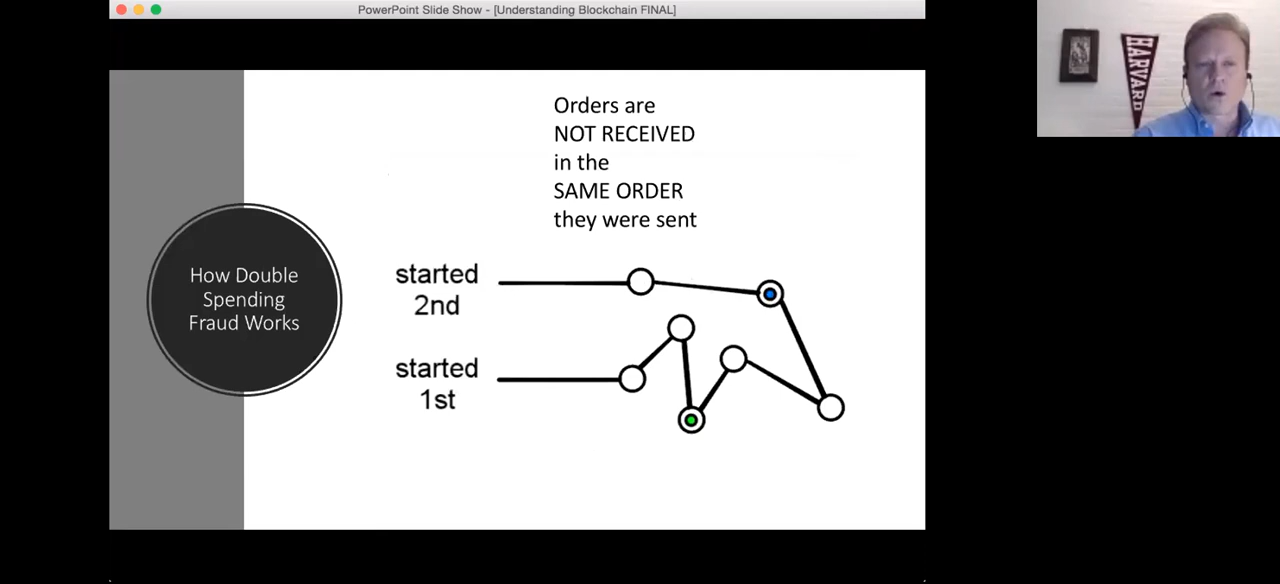 PowerPoint Slide Show - [Understanding Blockchain FINAL]
Orders are
NOT RECEIVED
in the
SAME ORDER
they were sent
How Double
Spending
Fraud Works
started
2nd
started
1st
HARVARD